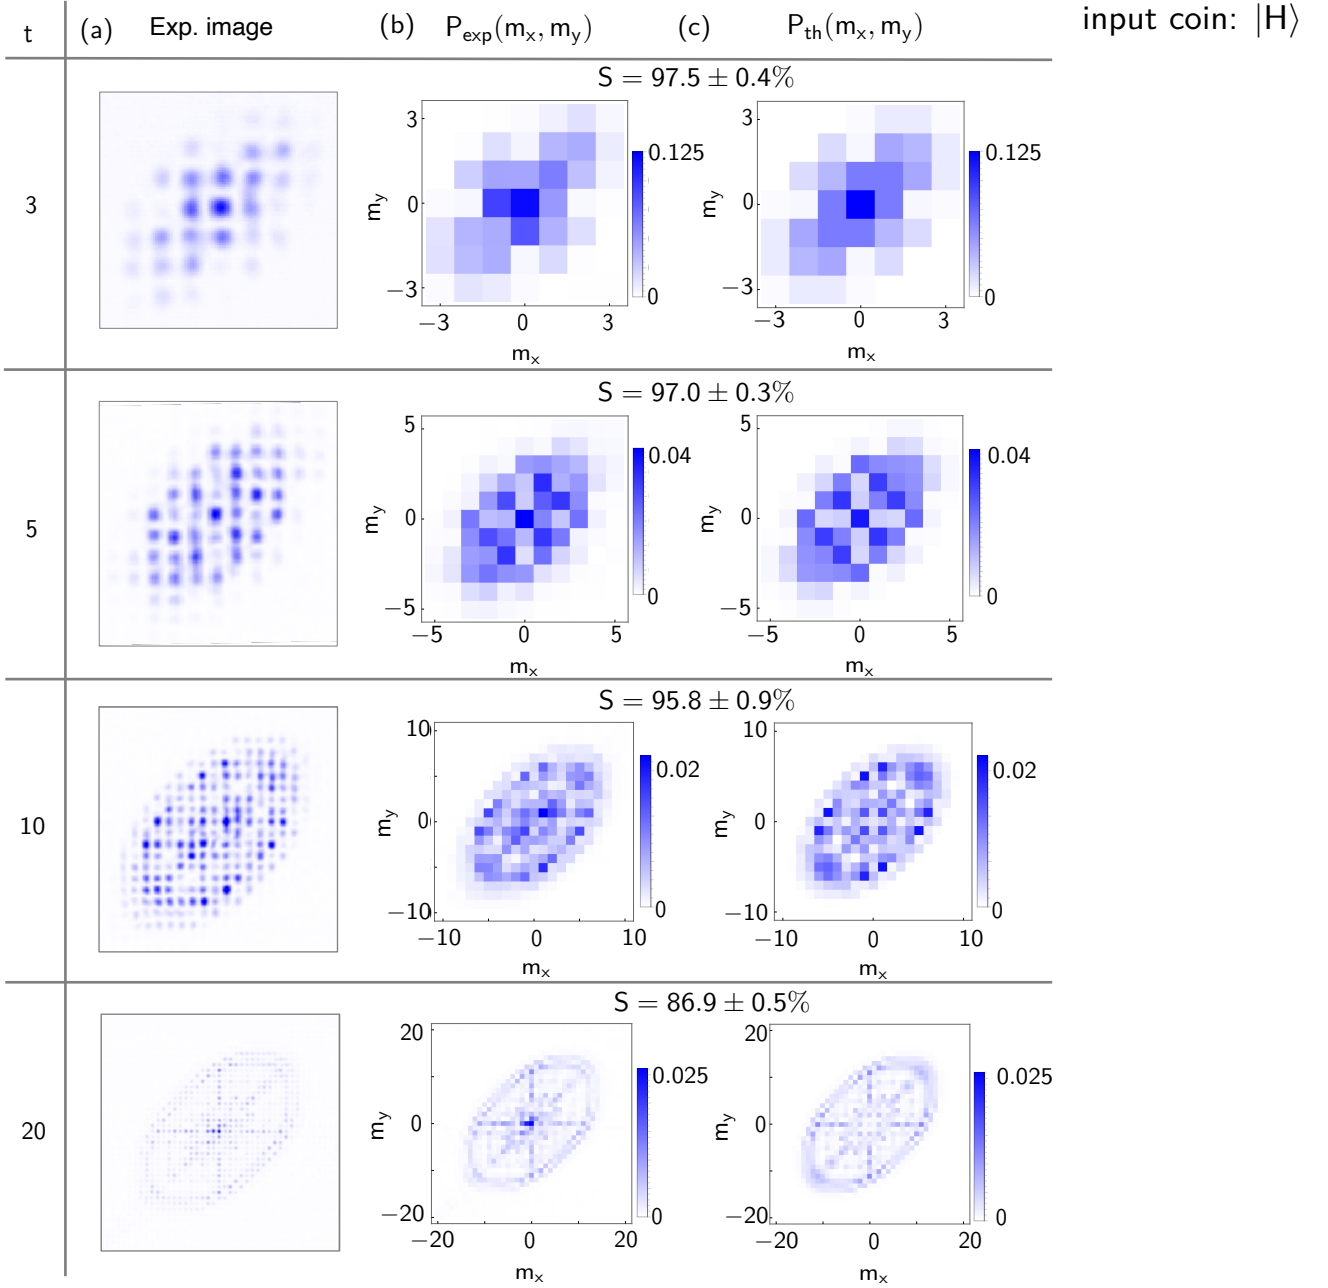 t (a) Exp. image (b) P_exp(m_x, m_y) (c) P_th(m_x, m_y) input coin: |H⟩
S = 97.5 ± 0.4%
3
3
0
−3
m_y
−3 0 3
m_x
0.125
0
3
0
−3
m_y
−3 0 3
m_x
0.125
0
S = 97.0 ± 0.3%
5
5
0
−5
m_y
−5 0 5
m_x
0.04
0
5
0
−5
m_y
−5 0 5
m_x
0.04
0
S = 95.8 ± 0.9%
10
10
0
−10
m_y
−10 0 10
m_x
0.02
0
10
0
−10
m_y
−10 0 10
m_x
0.02
0
S = 86.9 ± 0.5%
20
20
0
−20
m_y
−20 0 20
m_x
0.025
0
20
0
−20
m_y
−20 0 20
m_x
0.025
0